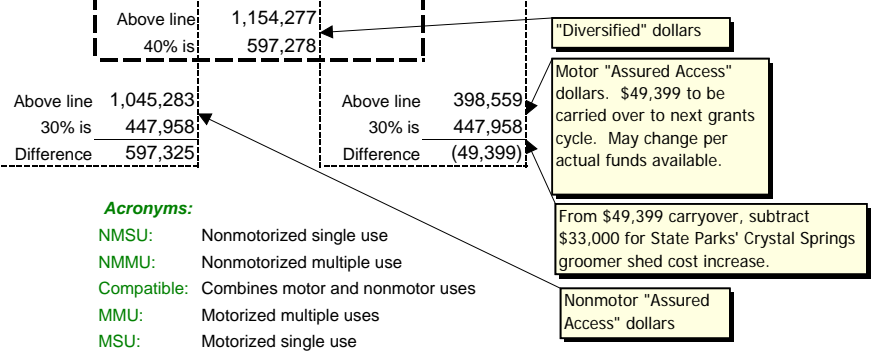 Above line 1,154,277
40% is 597,278
"Diversified" dollars
Above line 1,045,283
30% is 447,958
Difference 597,325
Above line 398,559
30% is 447,958
Difference (49,399)
Motor "Assured Access"
dollars. $49,399 to be
carried over to next grants
cycle. May change per
actual funds available.
From $49,399 carryover, subtract
$33,000 for State Parks' Crystal Springs
groomer shed cost increase.
Nonmotor "Assured
Access" dollars
Acronyms:
NMSU: Nonmotorized single use
NMMU: Nonmotorized multiple use
Compatible: Combines motor and nonmotor uses
MMU: Motorized multiple uses
MSU: Motorized single use